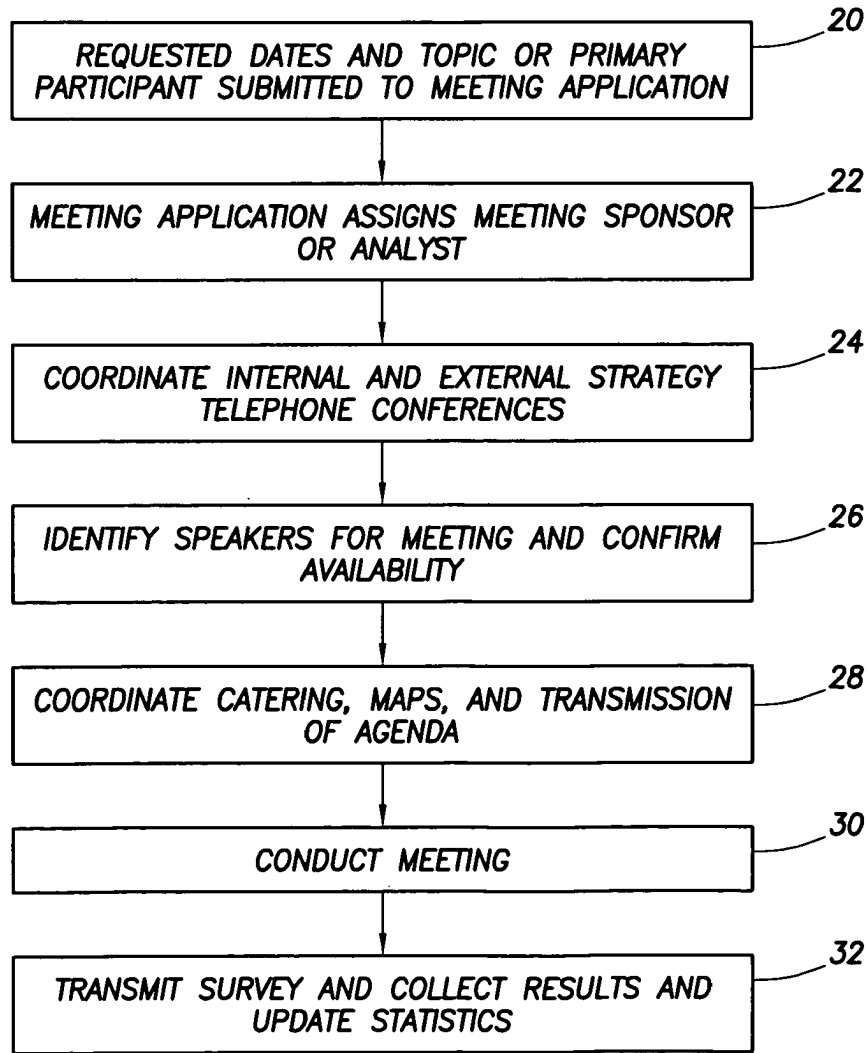 20
REQUESTED DATES AND TOPIC OR PRIMARY
PARTICIPANT SUBMITTED TO MEETING APPLICATION
22
MEETING APPLICATION ASSIGNS MEETING SPONSOR
OR ANALYST
24
COORDINATE INTERNAL AND EXTERNAL STRATEGY
TELEPHONE CONFERENCES
26
IDENTIFY SPEAKERS FOR MEETING AND CONFIRM
AVAILABILITY
28
COORDINATE CATERING, MAPS, AND TRANSMISSION
OF AGENDA
30
CONDUCT MEETING
32
TRANSMIT SURVEY AND COLLECT RESULTS AND
UPDATE STATISTICS